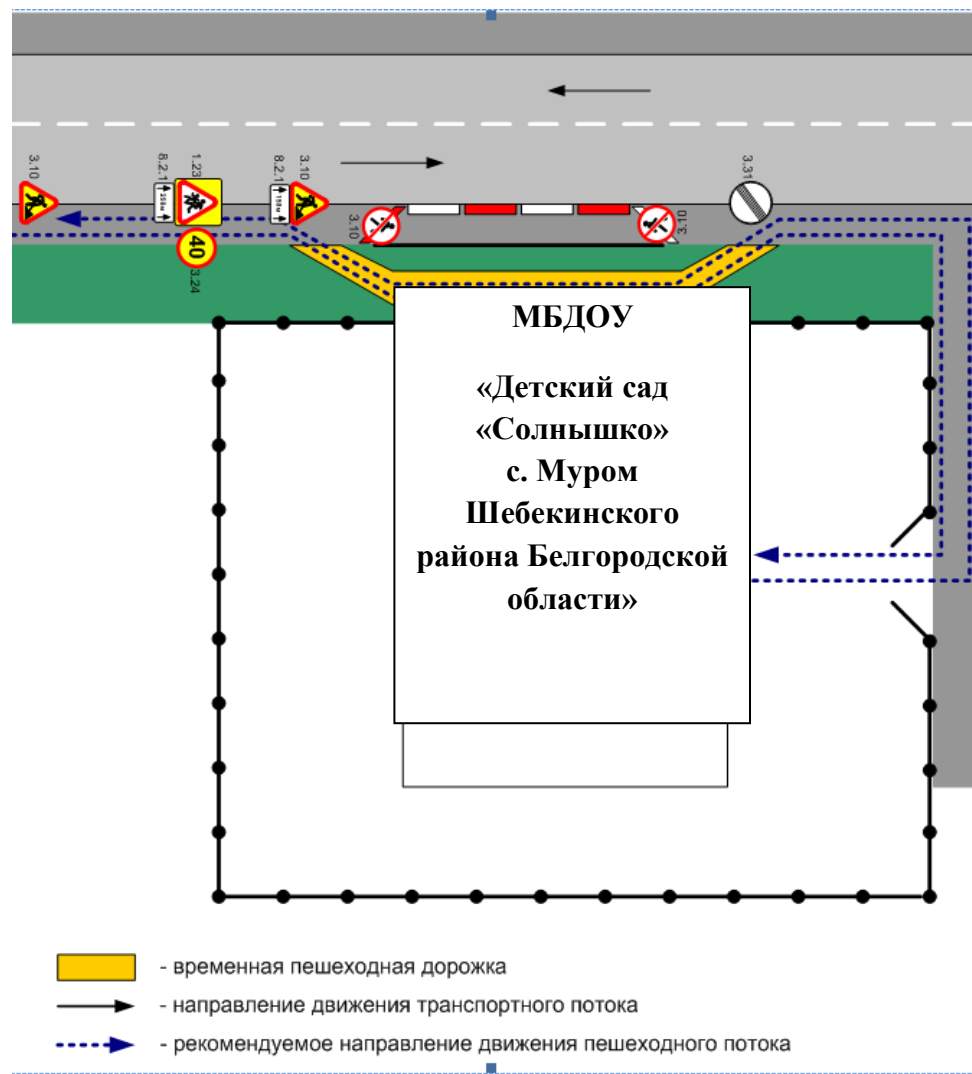 3.10
8.2.1
1.23
8.2.1
3.10
3.31
3.10
3.10
40
3.24
МБДОУ
«Детский сад
«Солнышко»
с. Муром
Шебекинского
района Белгородской
области»
- временная пешеходная дорожка
- направление движения транспортного потока
- рекомендуемое направление движения пешеходного потока